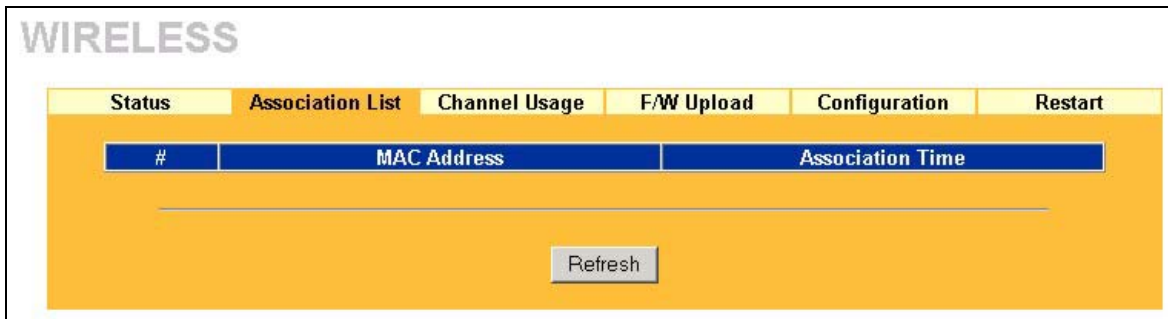 WIRELESS
Status Association List Channel Usage F/W Upload Configuration Restart
# MAC Address Association Time
Refresh